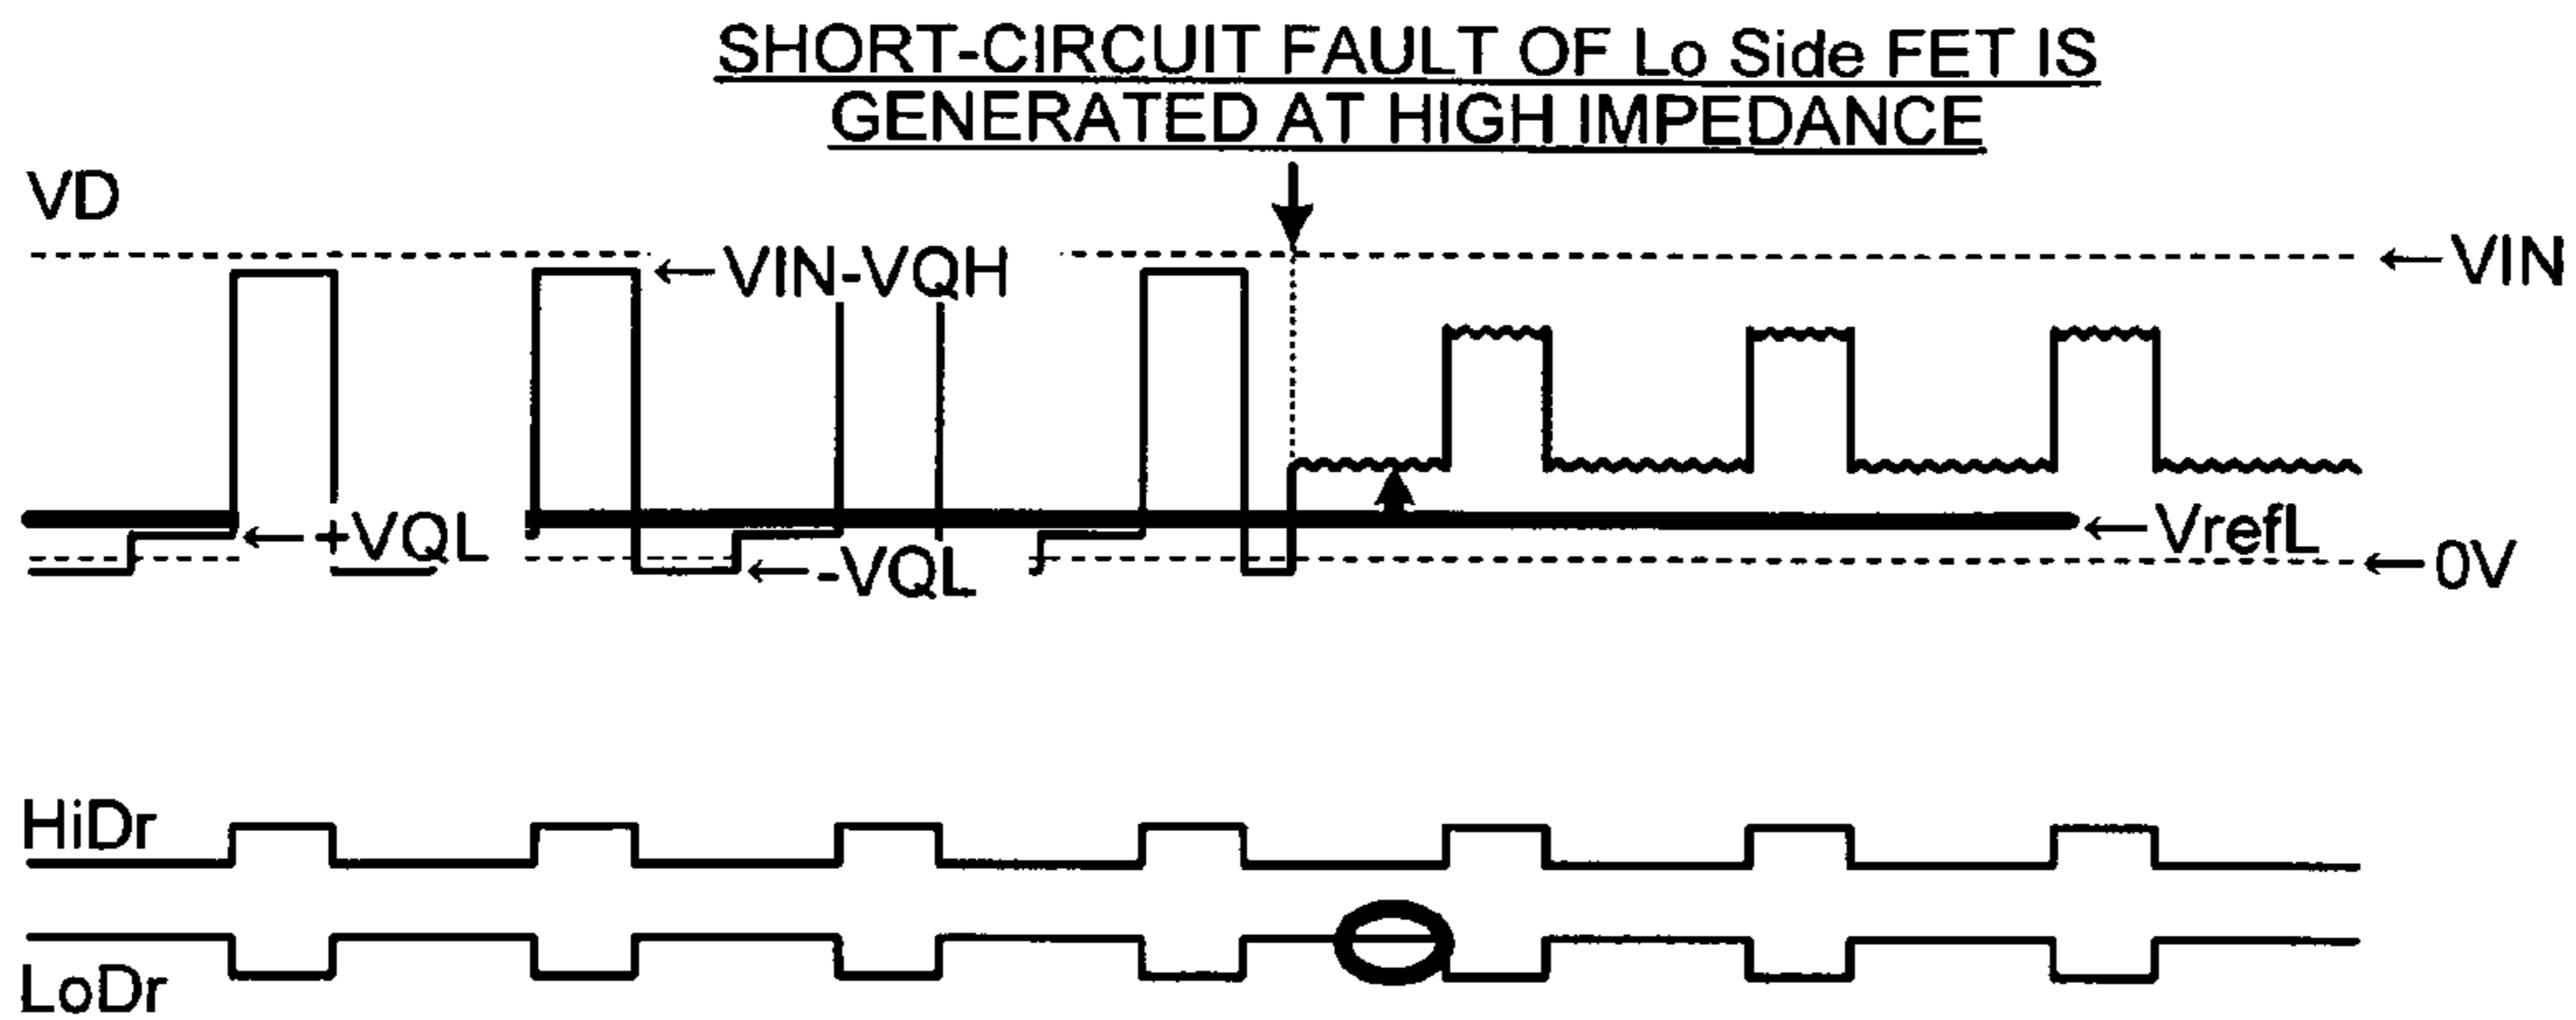 SHORT-CIRCUIT FAULT OF Lo Side FET IS
GENERATED AT HIGH IMPEDANCE
VD
VIN-VQH
VIN
+VQL
-VQL
VrefL
0V
HiDr
LoDr